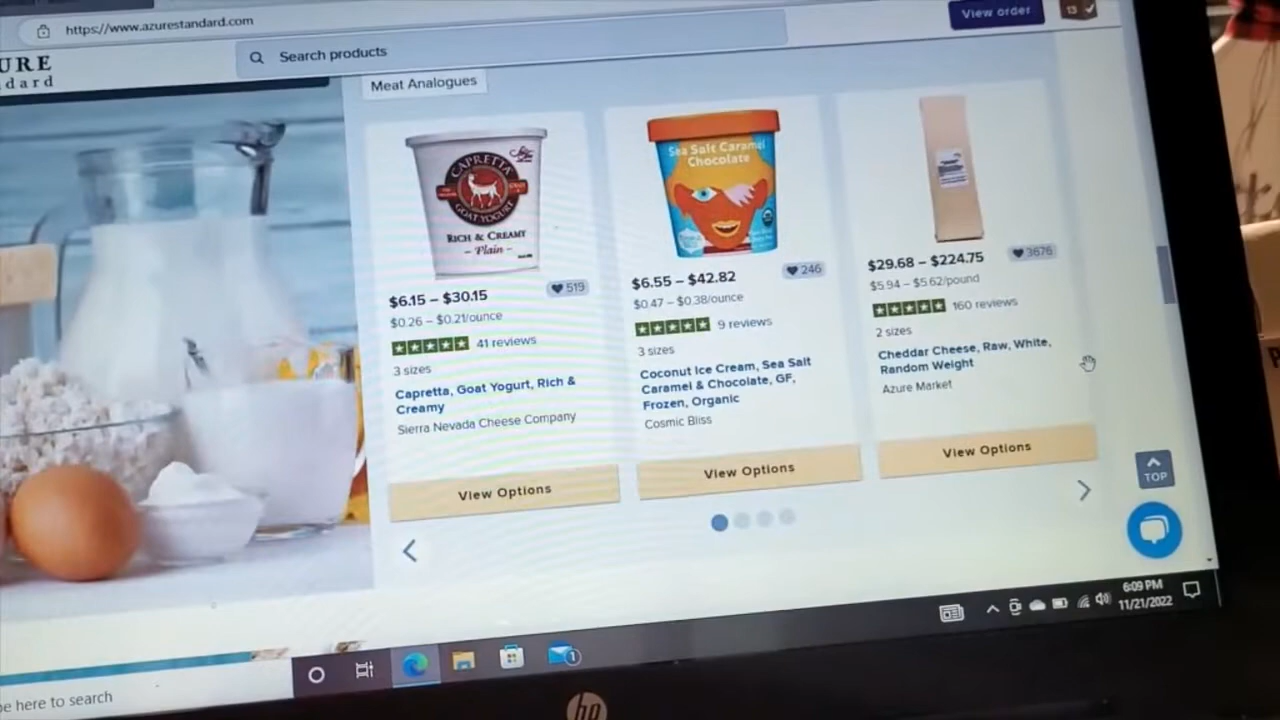 https://www.azurestandard.com
View order
13
URE
dard
Search products
Meat Analogues
CAPRETTA
GOAT YOGURT
RICH & CREAMY
- Plain -
Sea Salt Caramel
Chocolate
$6.15 – $30.15
519
$0.26 – $0.21/ounce
41 reviews
3 sizes
Capretta, Goat Yogurt, Rich &
Creamy
Sierra Nevada Cheese Company
View Options
$6.55 – $42.82
246
$0.47 – $0.38/ounce
9 reviews
3 sizes
Coconut Ice Cream, Sea Salt
Caramel & Chocolate, GF,
Frozen, Organic
Cosmic Bliss
View Options
$29.68 – $224.75
3676
$5.94 – $5.62/pound
160 reviews
2 sizes
Cheddar Cheese, Raw, White,
Random Weight
Azure Market
View Options
TOP
6:09 PM
11/21/2022
1
pe here to search
hp